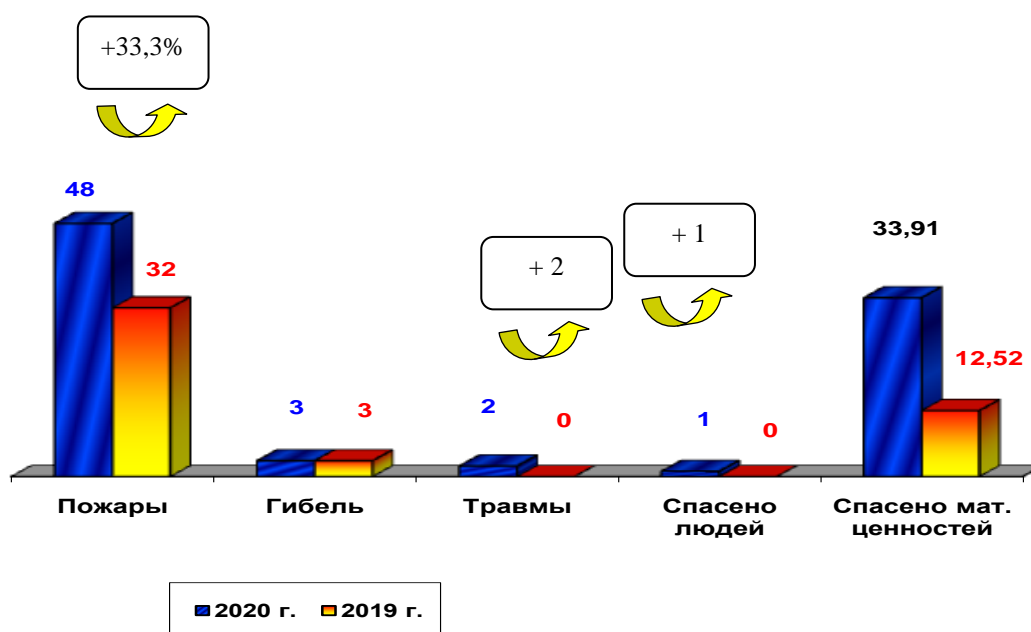 +33,3%
48
32
+ 2
+ 1
33,91
12,52
3
3
2
0
1
0
Пожары
Гибель
Травмы
Спасено
людей
Спасено мат.
ценностей
2020 г.
2019 г.